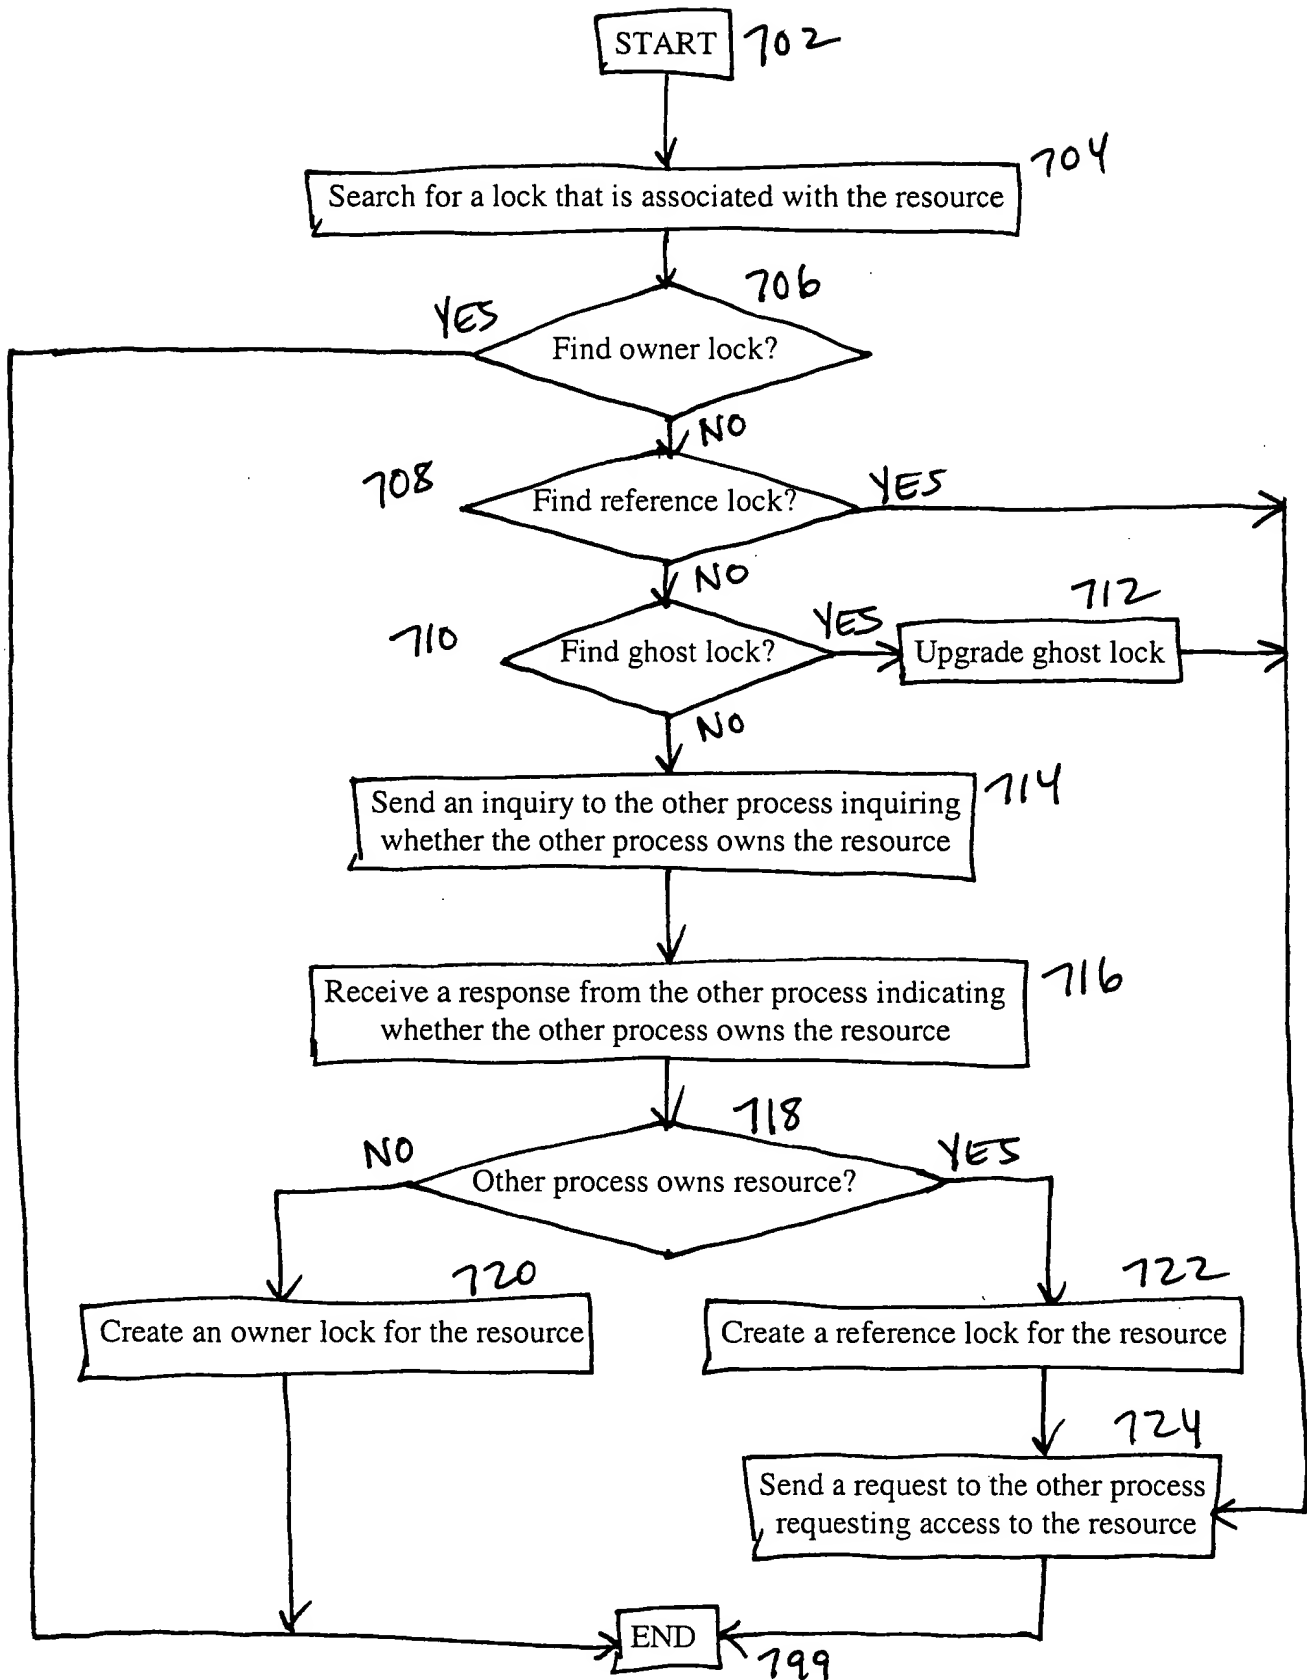 START 702
704
Search for a lock that is associated with the resource
706
YES
Find owner lock?
NO
708
Find reference lock?
YES
NO
712
710
Find ghost lock?
YES
Upgrade ghost lock
NO
714
Send an inquiry to the other process inquiring
whether the other process owns the resource
716
Receive a response from the other process indicating
whether the other process owns the resource
718
NO
YES
Other process owns resource?
720
722
Create an owner lock for the resource
Create a reference lock for the resource
724
Send a request to the other process
requesting access to the resource
END
799